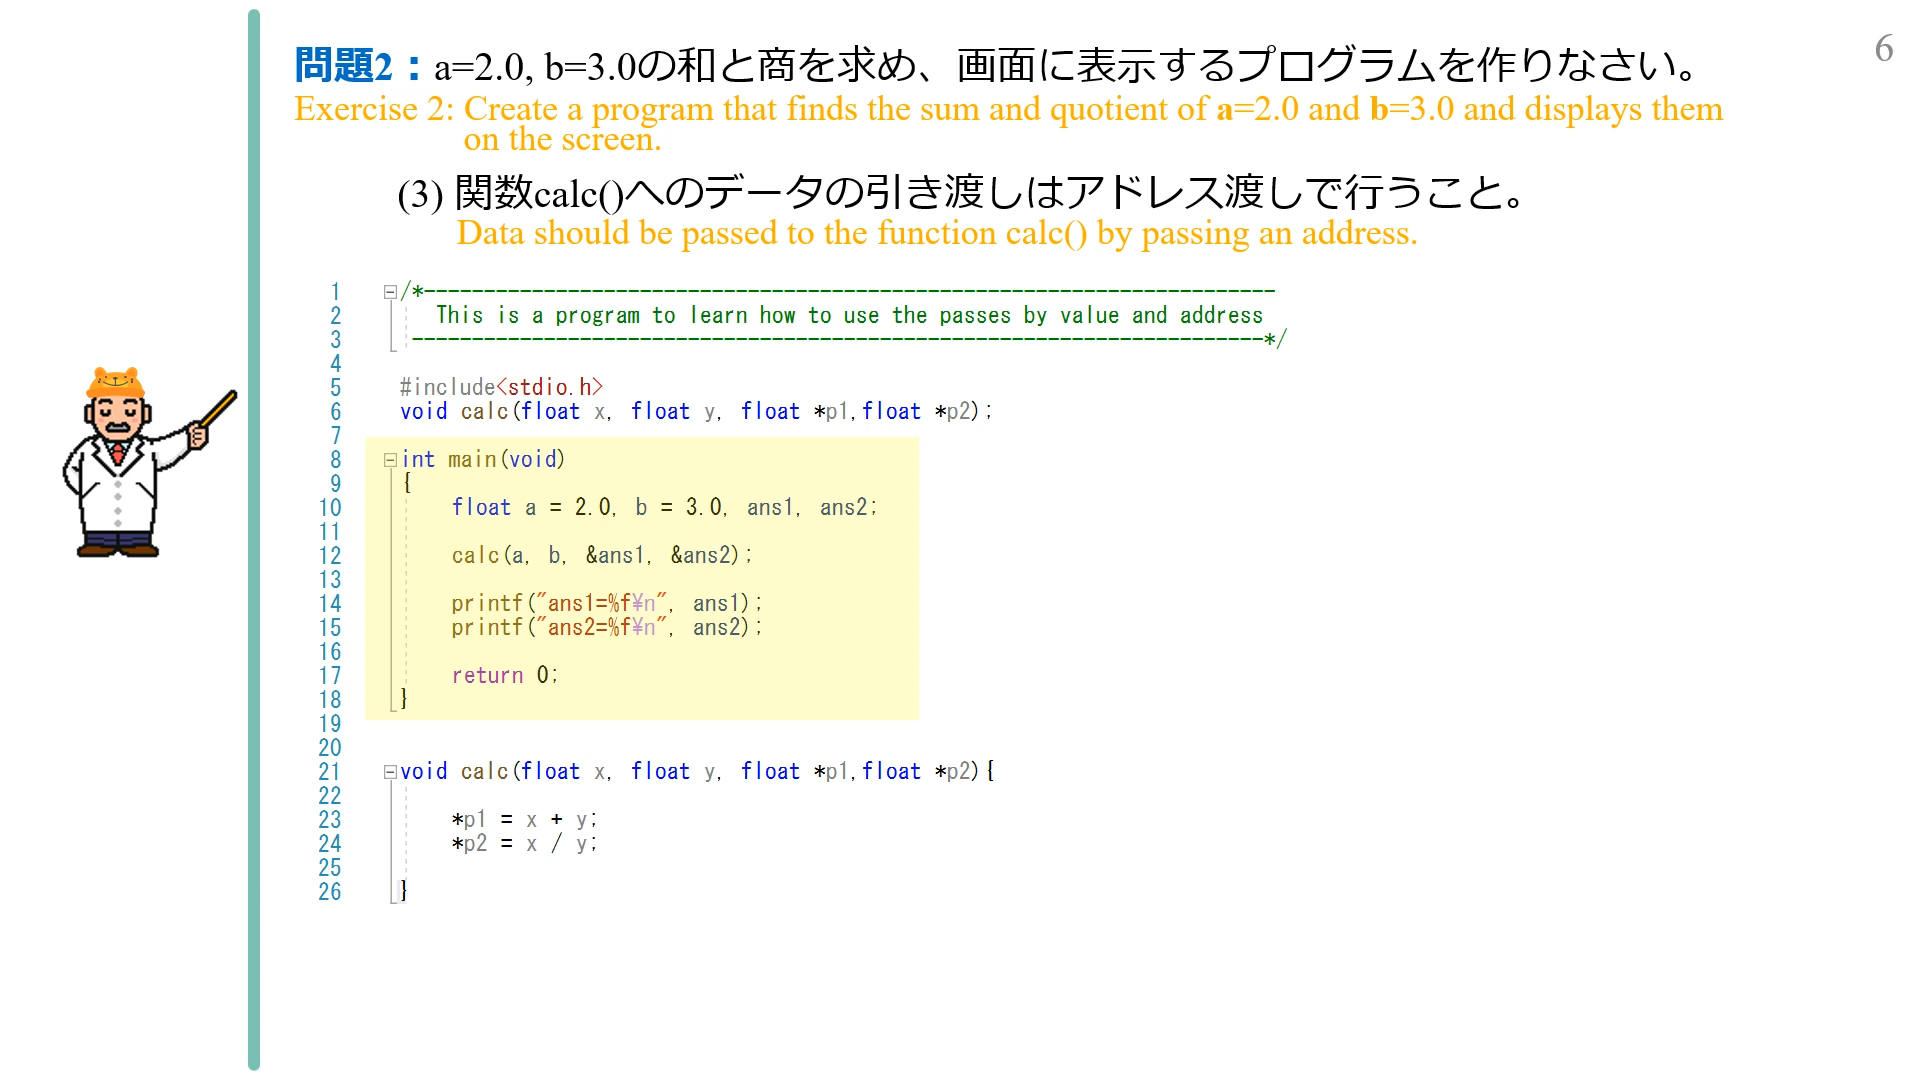 6
問題2：a=2.0, b=3.0の和と商を求め、画面に表示するプログラムを作りなさい。
Exercise 2: Create a program that finds the sum and quotient of a=2.0 and b=3.0 and displays them
on the screen.
(3) 関数calc()へのデータの引き渡しはアドレス渡しで行うこと。
Data should be passed to the function calc() by passing an address.
1 /*-----------------------------------------------------------------------
2 This is a program to learn how to use the passes by value and address
3 -----------------------------------------------------------------------*/
4
5 #include<stdio.h>
6 void calc(float x, float y, float *p1,float *p2);
7
8 int main(void)
9 {
10 float a = 2.0, b = 3.0, ans1, ans2;
11
12 calc(a, b, &ans1, &ans2);
13
14 printf("ans1=%f¥n", ans1);
15 printf("ans2=%f¥n", ans2);
16
17 return 0;
18 }
19
20
21 void calc(float x, float y, float *p1,float *p2){
22
23 *p1 = x + y;
24 *p2 = x / y;
25
26 }